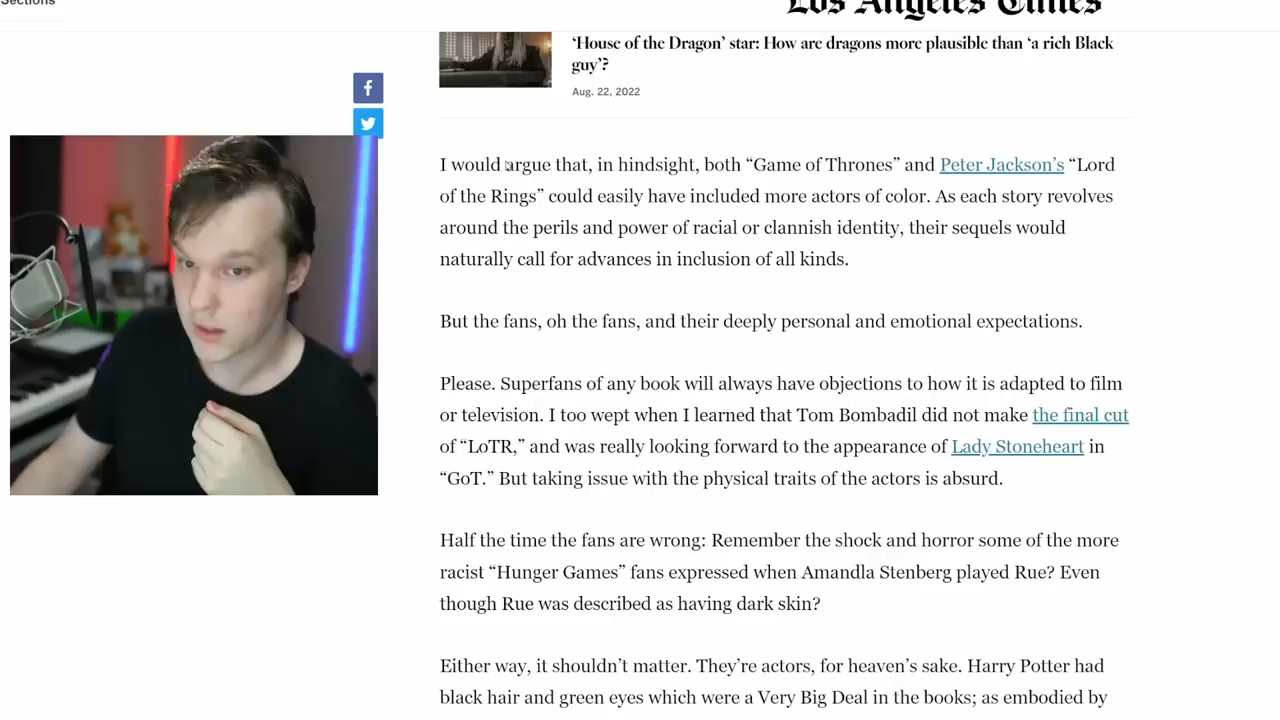 Sections
Los Angeles Times
‘House of the Dragon’ star: How are dragons more plausible than ‘a rich Black
guy’?
Aug. 22, 2022
I would argue that, in hindsight, both “Game of Thrones” and Peter Jackson’s “Lord
of the Rings” could easily have included more actors of color. As each story revolves
around the perils and power of racial or clannish identity, their sequels would
naturally call for advances in inclusion of all kinds.
But the fans, oh the fans, and their deeply personal and emotional expectations.
Please. Superfans of any book will always have objections to how it is adapted to film
or television. I too wept when I learned that Tom Bombadil did not make the final cut
of “LoTR,” and was really looking forward to the appearance of Lady Stoneheart in
“GoT.” But taking issue with the physical traits of the actors is absurd.
Half the time the fans are wrong: Remember the shock and horror some of the more
racist “Hunger Games” fans expressed when Amandla Stenberg played Rue? Even
though Rue was described as having dark skin?
Either way, it shouldn’t matter. They’re actors, for heaven’s sake. Harry Potter had
black hair and green eyes which were a Very Big Deal in the books; as embodied by